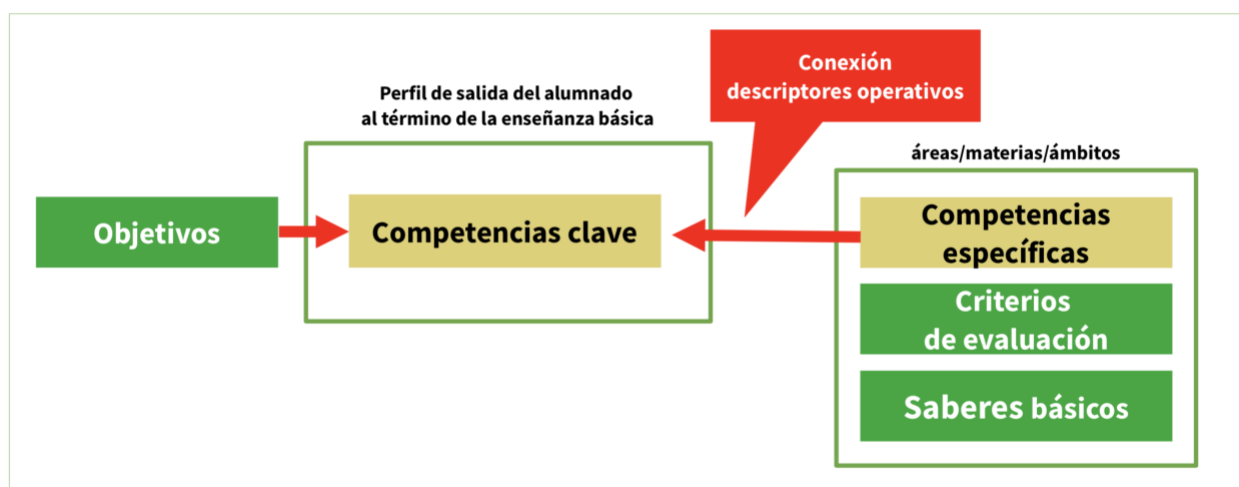 Conexión
descriptores operativos
Perfil de salida del alumnado
al término de la enseñanza básica
áreas/materias/ámbitos
Objetivos
Competencias clave
Competencias
específicas
Criterios
de evaluación
Saberes básicos